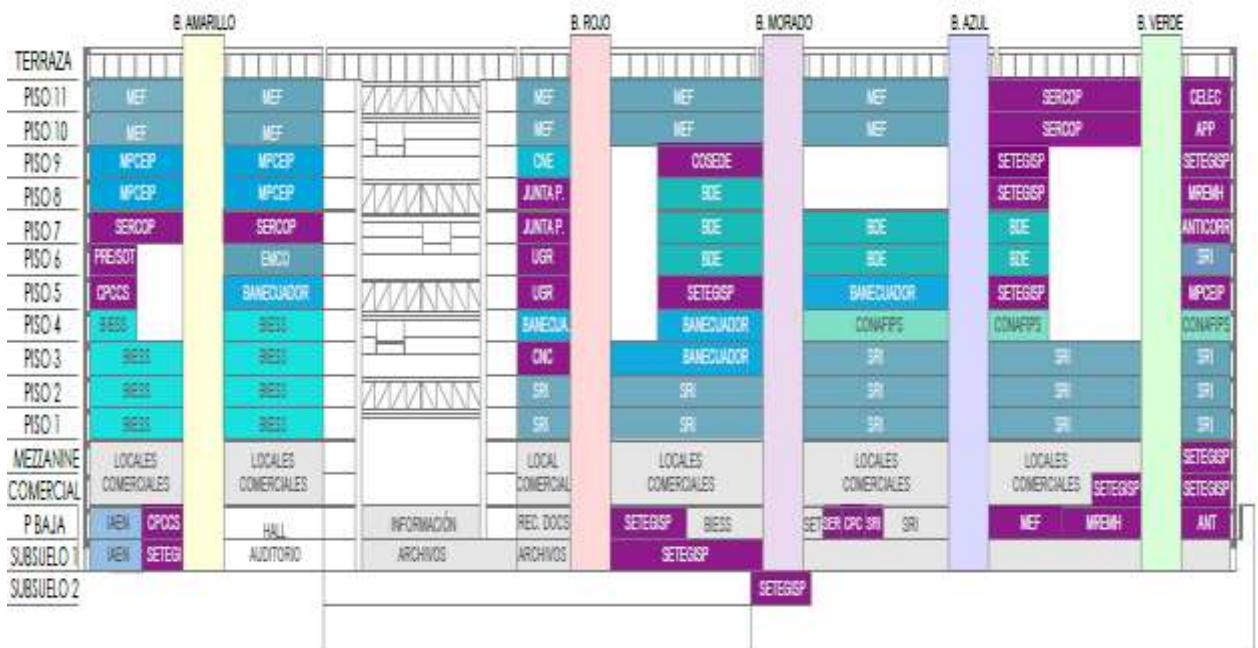 B. AMARILLO B. ROJO B. MORADO B. AZUL B. VERDE
TERRAZA
PISO 11 MEF MEF MEF MEF MEF SERCOP CELEC
PISO 10 MEF MEF MEF MEF MEF SERCOP APP
PISO 9 MPCEIP MPCEIP CNE COSEDE SETEGISP SETEGISP
PISO 8 MPCEIP MPCEIP JUNTA P. BDE SETEGISP MREMH
PISO 7 SERCOP SERCOP JUNTA P. BDE BDE BDE ANTICORR
PISO 6 PRE/SOT EMCO UGR BDE BDE BDE SRI
PISO 5 CPCCS BANECUADOR UGR SETEGISP BANECUADOR SETEGISP MPCEIP
PISO 4 BIESS BIESS BANECUA. BANECUADOR CONAFIPS CONAFIPS CONAFIPS
PISO 3 BIESS BIESS CNC BANECUADOR SRI SRI SRI
PISO 2 BIESS BIESS SRI SRI SRI SRI SRI
PISO 1 BIESS BIESS SRI SRI SRI SRI SRI
MEZZANINE LOCALES LOCALES LOCAL LOCALES LOCALES LOCALES SETEGISP
COMERCIAL COMERCIALES COMERCIALES COMERCIAL COMERCIALES COMERCIALES COMERCIALES SETEGISP SETEGISP
P BAJA IAEN CPCCS HALL INFORMACIÓN REC. DOCS SETEGISP BIESS SET SER CPC SRI SRI MEF MREMH ANT
SUBSUELO 1 IAEN SETEGI AUDITORIO ARCHIVOS ARCHIVOS SETEGISP
SUBSUELO 2 SETEGISP